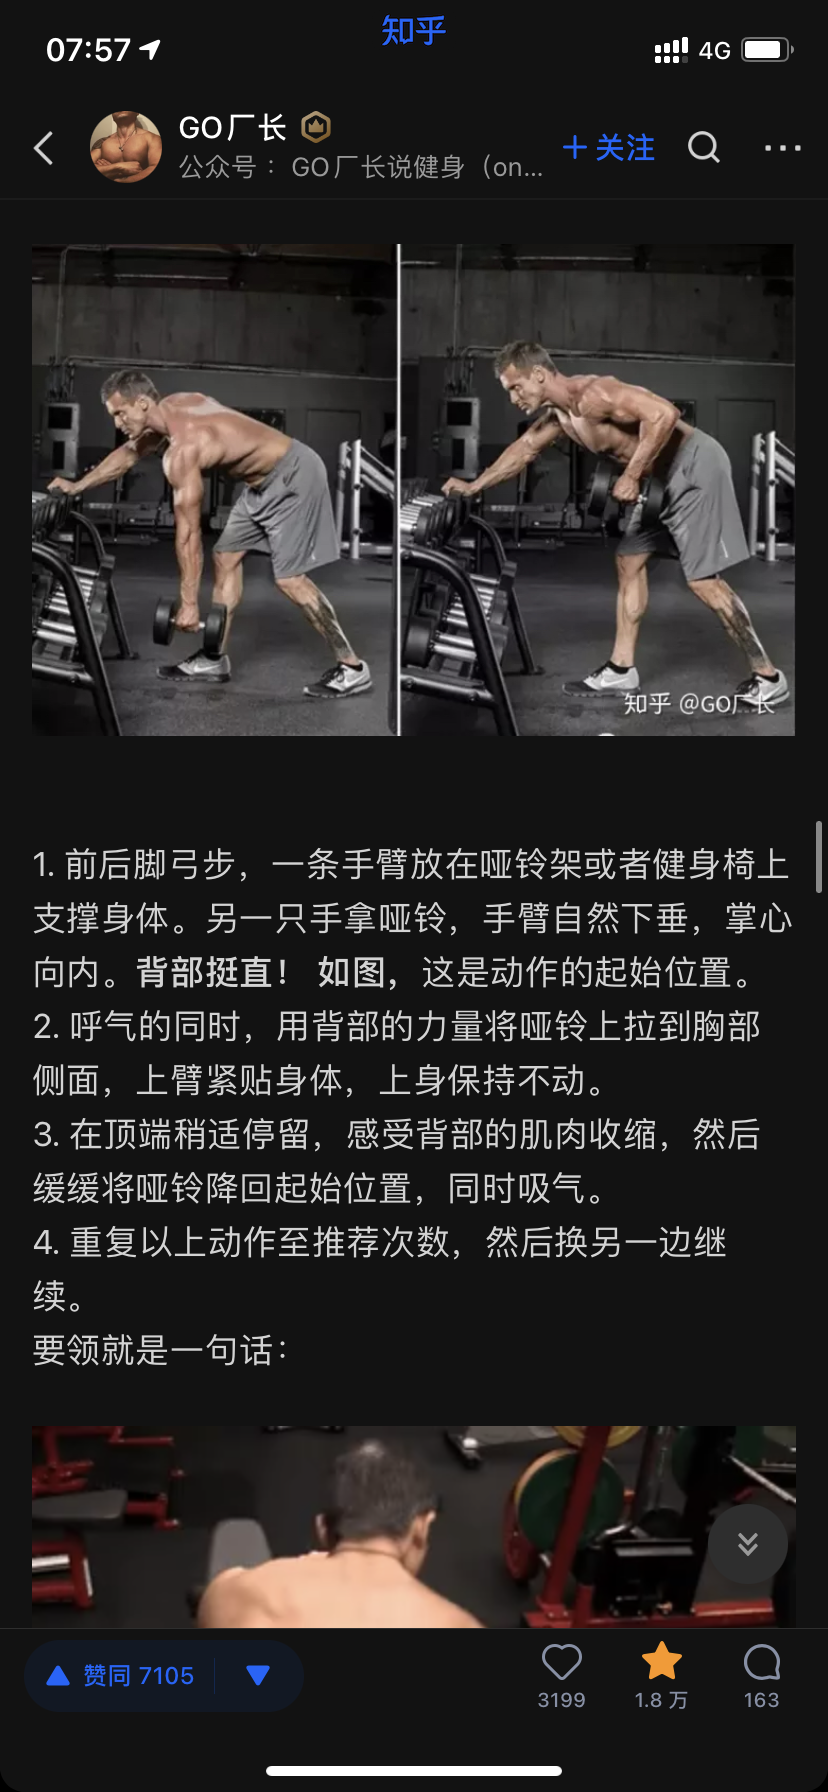 07:57
知乎
4G
GO厂长
公众号： GO厂长说健身（on...
+ 关注
知乎 @GO厂长
1. 前后脚弓步，一条手臂放在哑铃架或者健身椅上
支撑身体。另一只手拿哑铃，手臂自然下垂，掌心
向内。背部挺直！ 如图，这是动作的起始位置。
2. 呼气的同时，用背部的力量将哑铃上拉到胸部
侧面，上臂紧贴身体，上身保持不动。
3. 在顶端稍适停留，感受背部的肌肉收缩，然后
缓缓将哑铃降回起始位置，同时吸气。
4. 重复以上动作至推荐次数，然后换另一边继
续。
要领就是一句话：
赞同 7105
3199
1.8 万
163